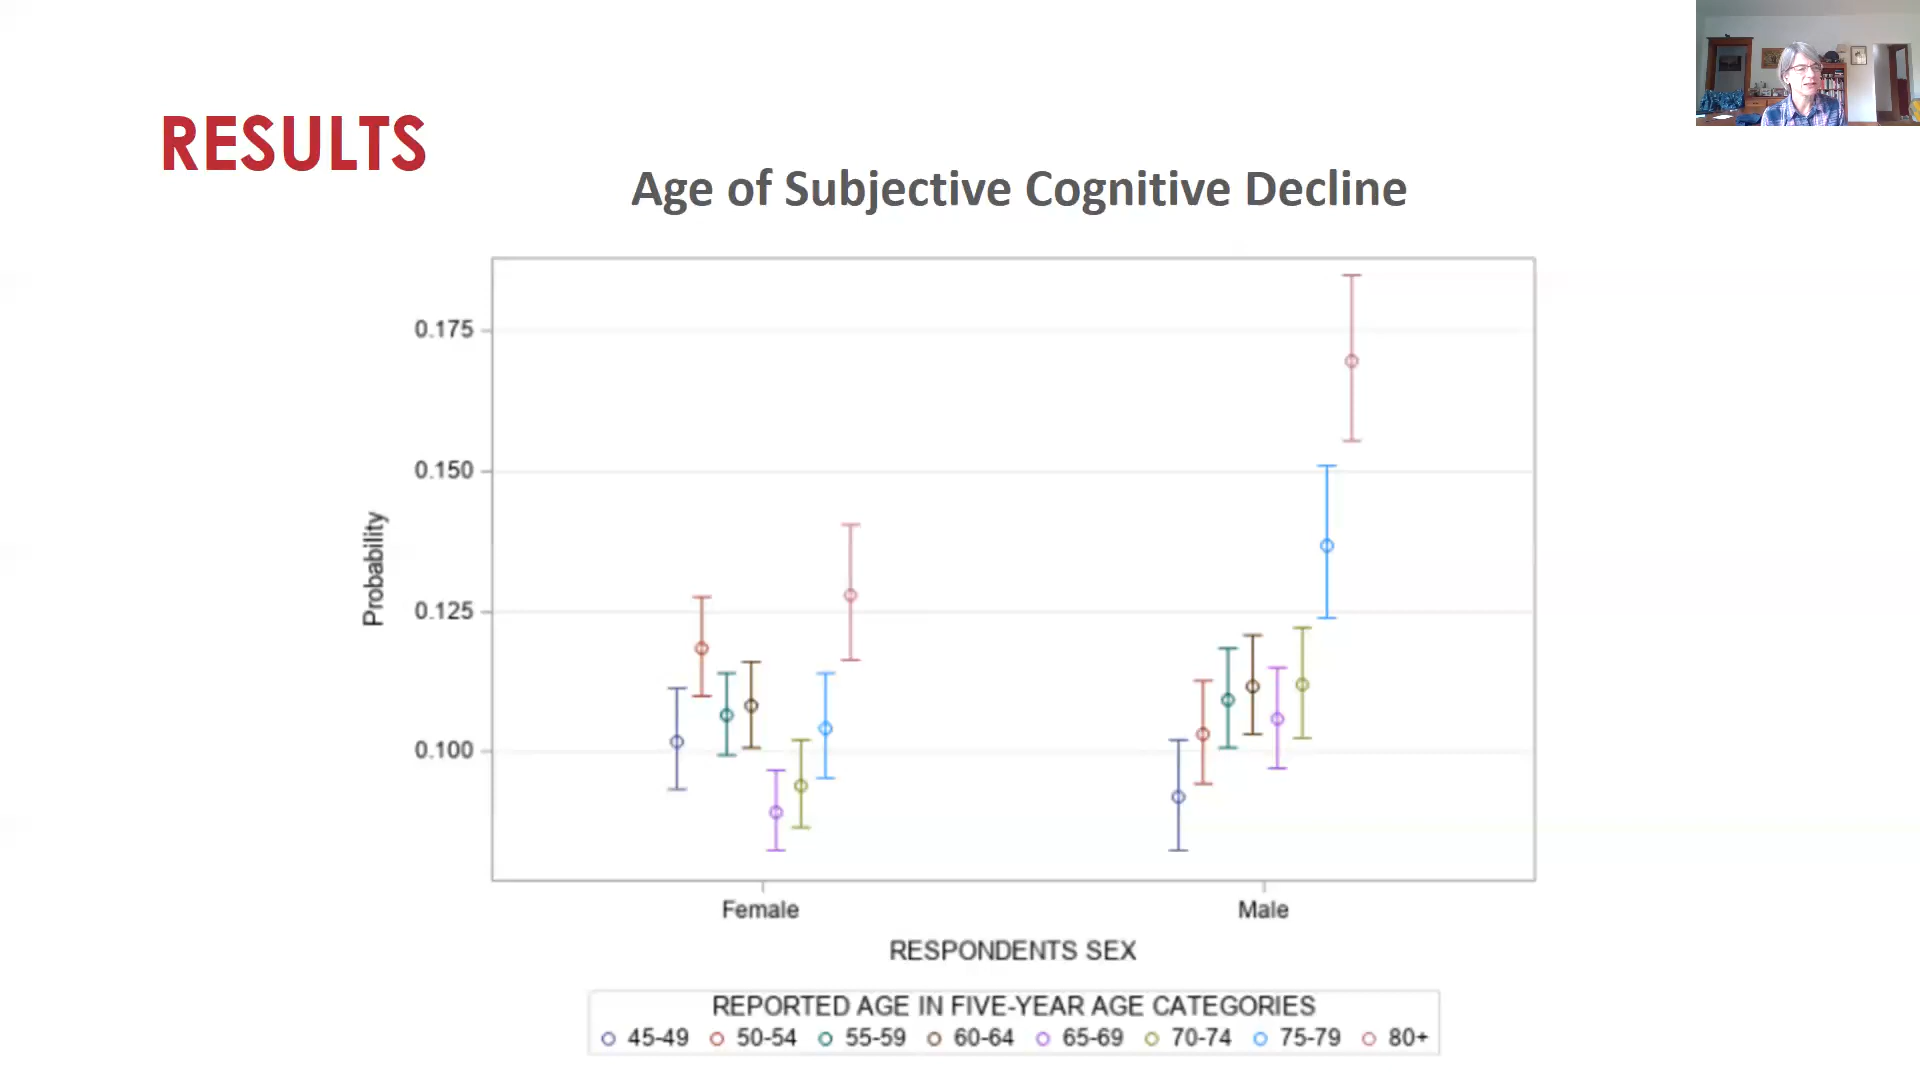 RESULTS
Age of Subjective Cognitive Decline
0.175
0.150
0.125
0.100
Probability
Female
Male
RESPONDENTS SEX
REPORTED AGE IN FIVE-YEAR AGE CATEGORIES
45-49 50-54 55-59 60-64 65-69 70-74 75-79 80+